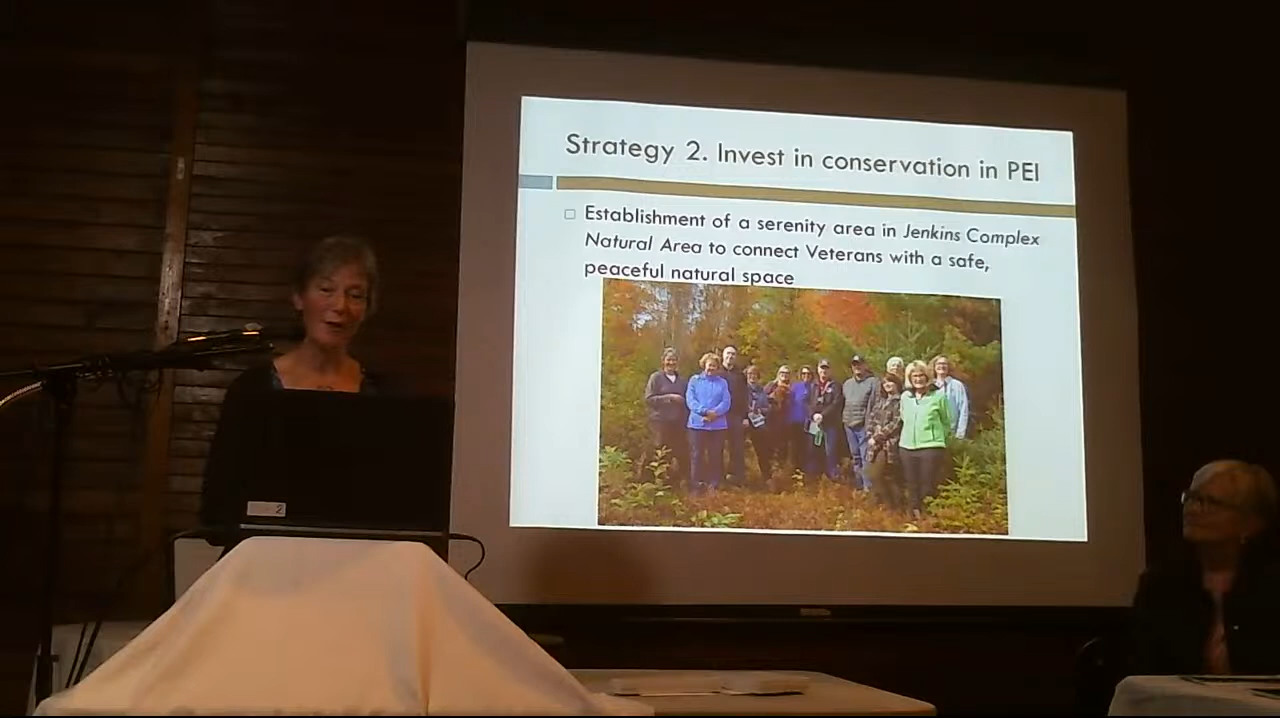 Strategy 2. Invest in conservation in PEI
Establishment of a serenity area in Jenkins Complex
Natural Area to connect Veterans with a safe,
peaceful natural space
2